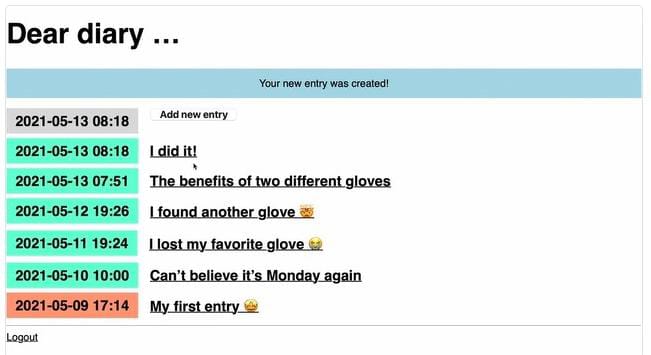 Dear diary …
Your new entry was created!
2021-05-13 08:18 Add new entry
2021-05-13 08:18 I did it!
2021-05-13 07:51 The benefits of two different gloves
2021-05-12 19:26 I found another glove 🤯
2021-05-11 19:24 I lost my favorite glove 😭
2021-05-10 10:00 Can’t believe it’s Monday again
2021-05-09 17:14 My first entry 🤩
Logout